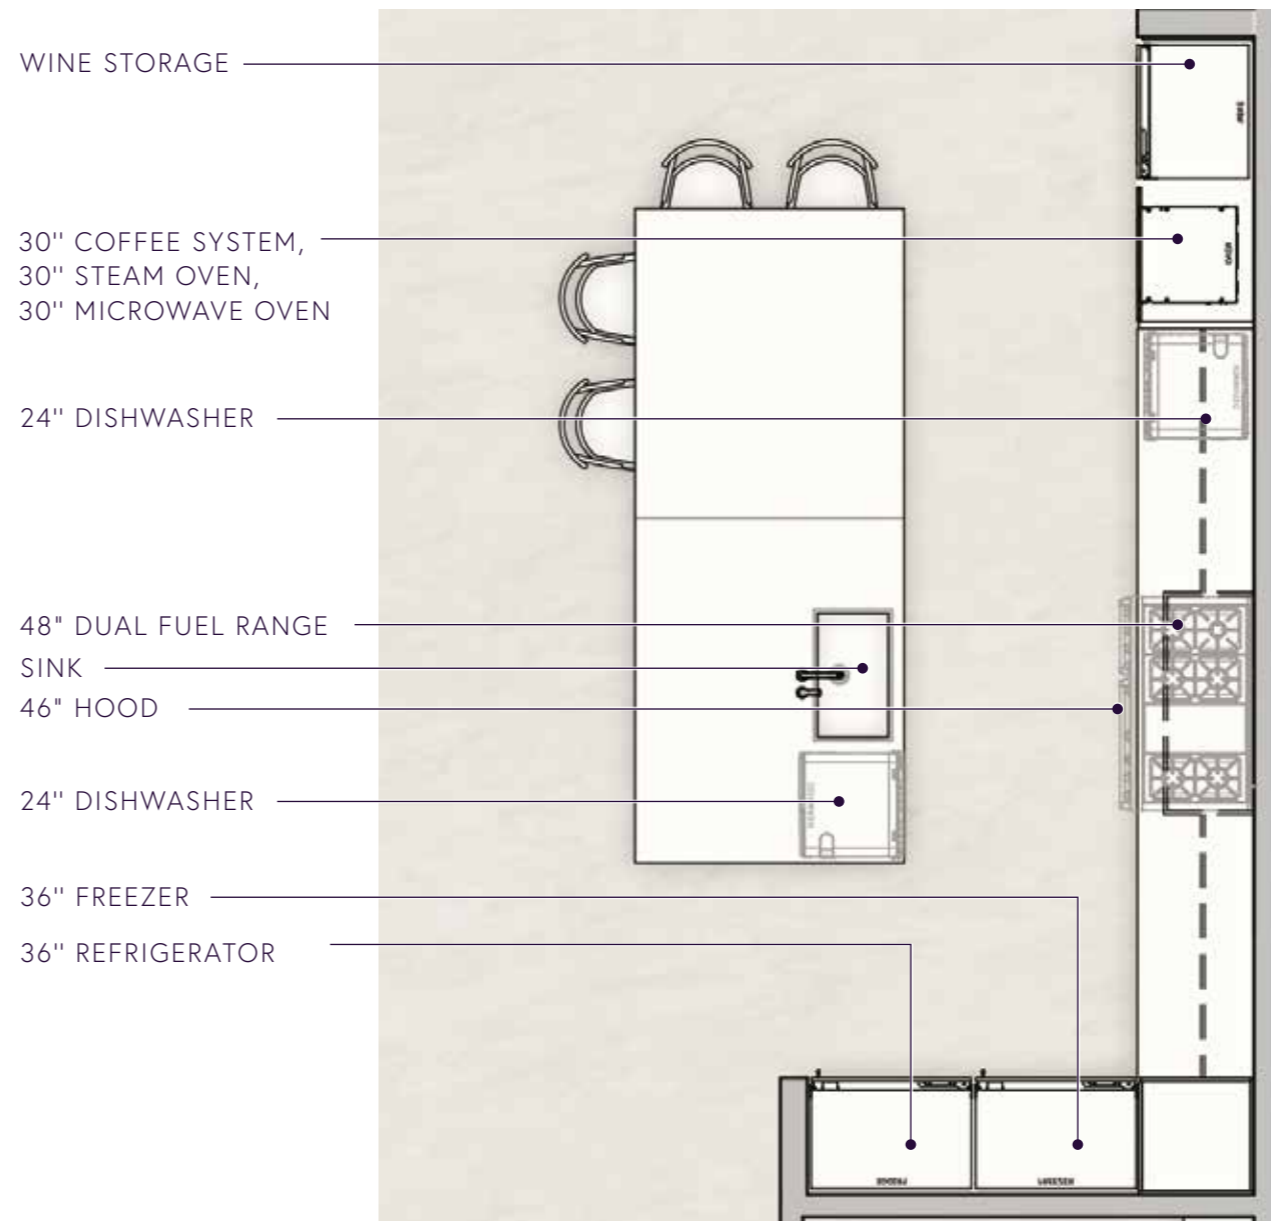 WINE STORAGE
30'' COFFEE SYSTEM,
30'' STEAM OVEN,
30'' MICROWAVE OVEN
24'' DISHWASHER
48" DUAL FUEL RANGE
SINK
46" HOOD
24'' DISHWASHER
36'' FREEZER
36'' REFRIGERATOR
FRIDGE